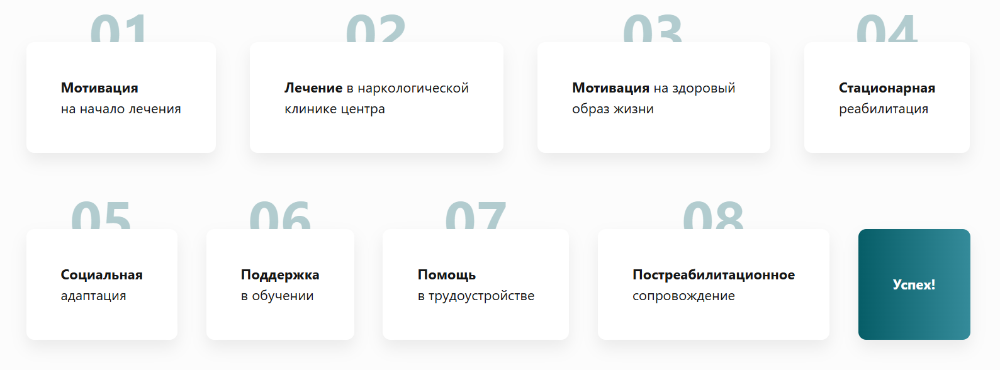 01
Мотивация
на начало лечения
02
Лечение в наркологической
клинике центра
03
Мотивация на здоровый
образ жизни
04
Стационарная
реабилитация
05
Социальная
адаптация
06
Поддержка
в обучении
07
Помощь
в трудоустройстве
08
Постреабилитационное
сопровождение
Успех!